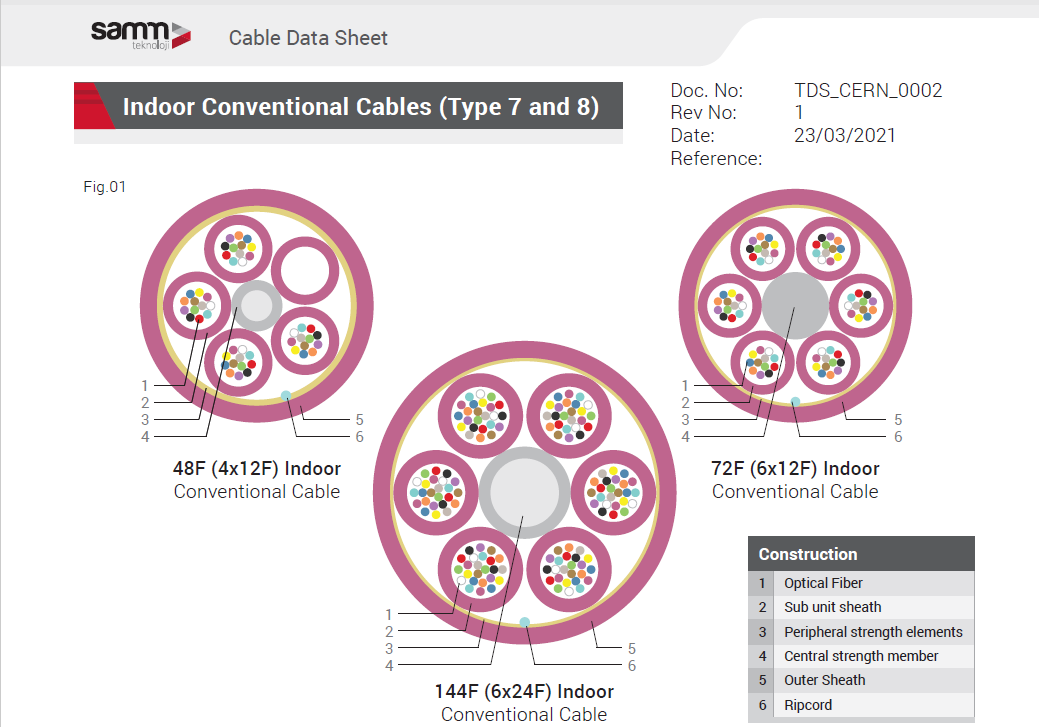 samm
teknoloji
Cable Data Sheet
Indoor Conventional Cables (Type 7 and 8)
Doc. No: TDS_CERN_0002
Rev No: 1
Date: 23/03/2021
Reference:
Fig.01
1
2
3
4
5
6
48F (4x12F) Indoor
Conventional Cable
1
2
3
4
5
6
72F (6x12F) Indoor
Conventional Cable
1
2
3
4
5
6
144F (6x24F) Indoor
Conventional Cable
Construction
1 Optical Fiber
2 Sub unit sheath
3 Peripheral strength elements
4 Central strength member
5 Outer Sheath
6 Ripcord